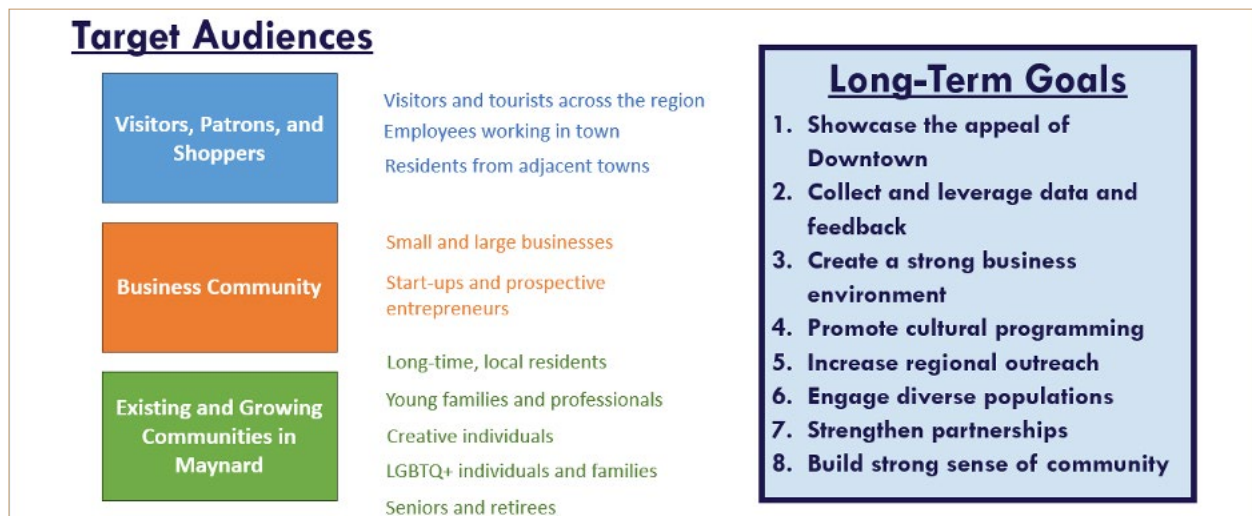 Target Audiences
Visitors, Patrons, and
Shoppers
Visitors and tourists across the region
Employees working in town
Residents from adjacent towns
Business Community
Small and large businesses
Start-ups and prospective
entrepreneurs
Existing and Growing
Communities in
Maynard
Long-time, local residents
Young families and professionals
Creative individuals
LGBTQ+ individuals and families
Seniors and retirees
Long-Term Goals
1. Showcase the appeal of
Downtown
2. Collect and leverage data and
feedback
3. Create a strong business
environment
4. Promote cultural programming
5. Increase regional outreach
6. Engage diverse populations
7. Strengthen partnerships
8. Build strong sense of community